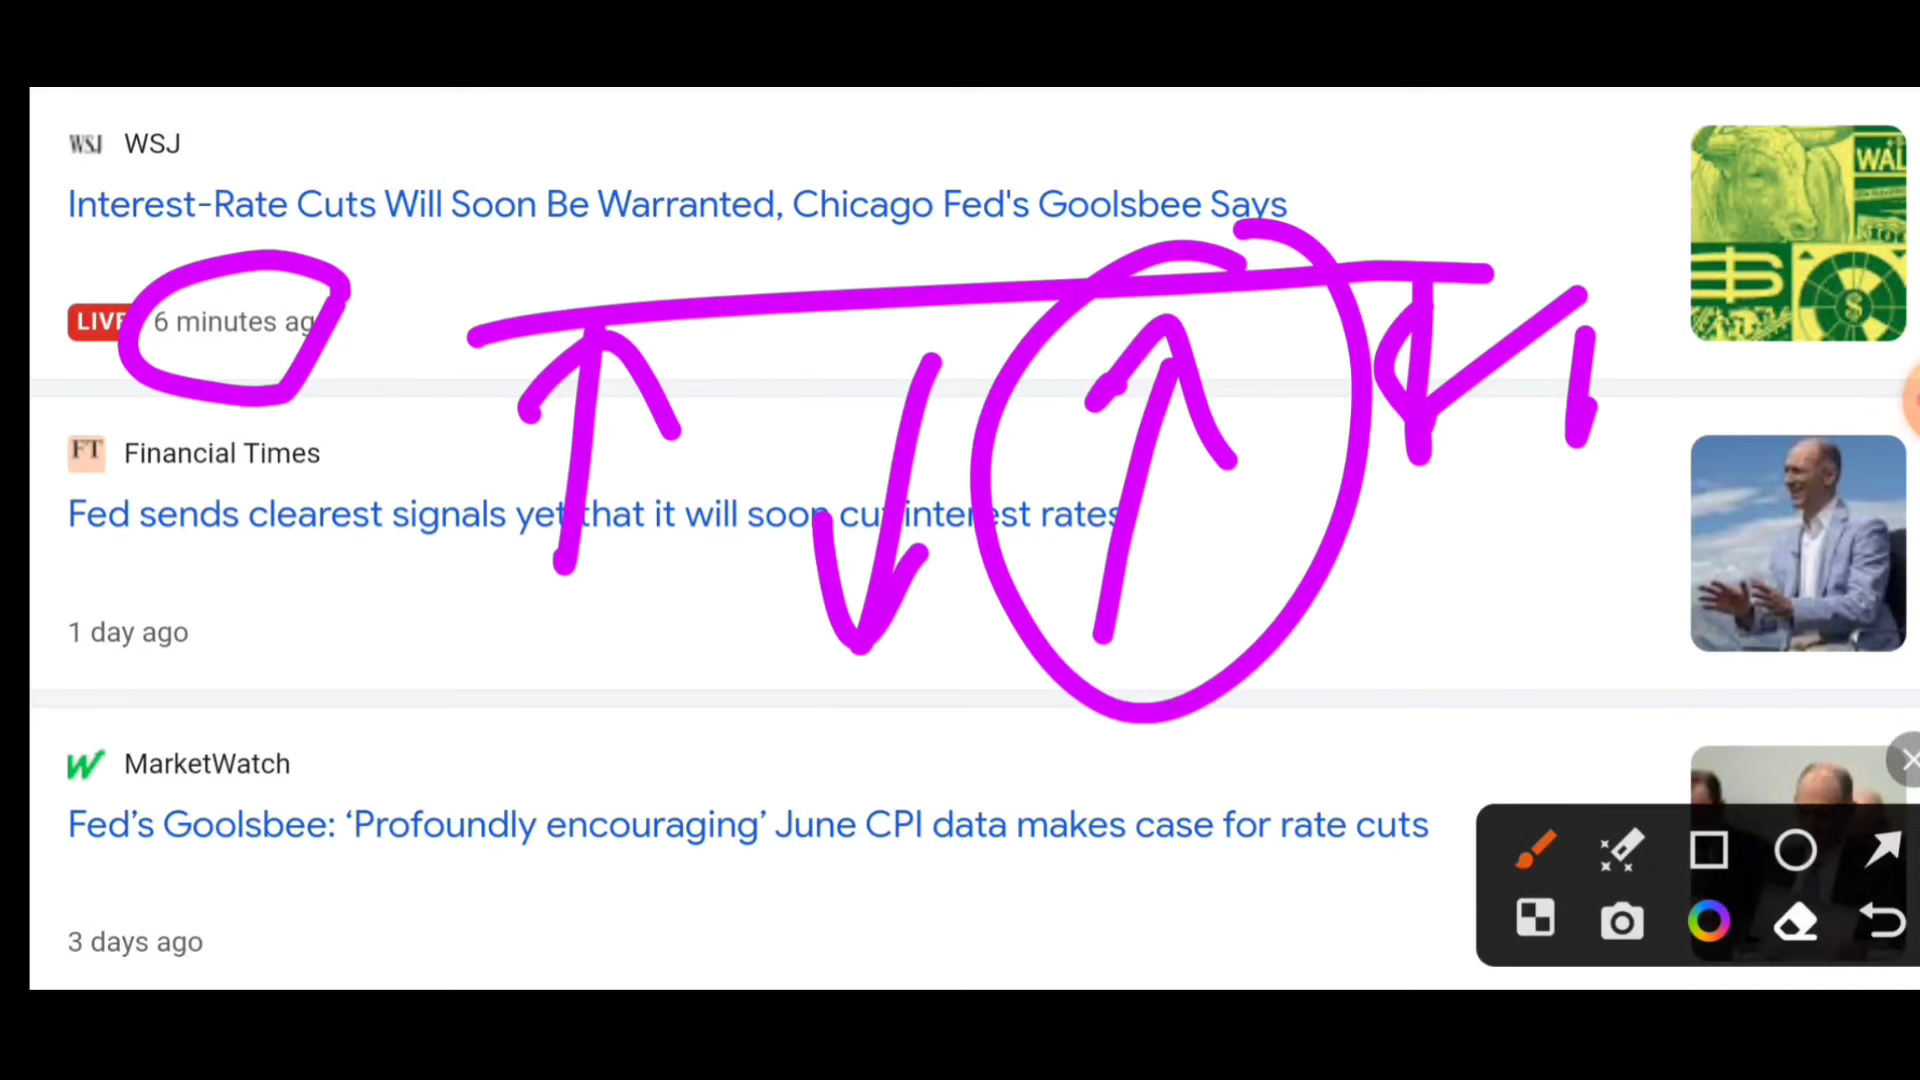 WSJ WSJ
Interest-Rate Cuts Will Soon Be Warranted, Chicago Fed's Goolsbee Says
WAL
LIVE 6 minutes ag
FT Financial Times
Fed sends clearest signals yet that it will soon cut interest rates
1 day ago
MarketWatch
Fed’s Goolsbee: ‘Profoundly encouraging’ June CPI data makes case for rate cuts
3 days ago